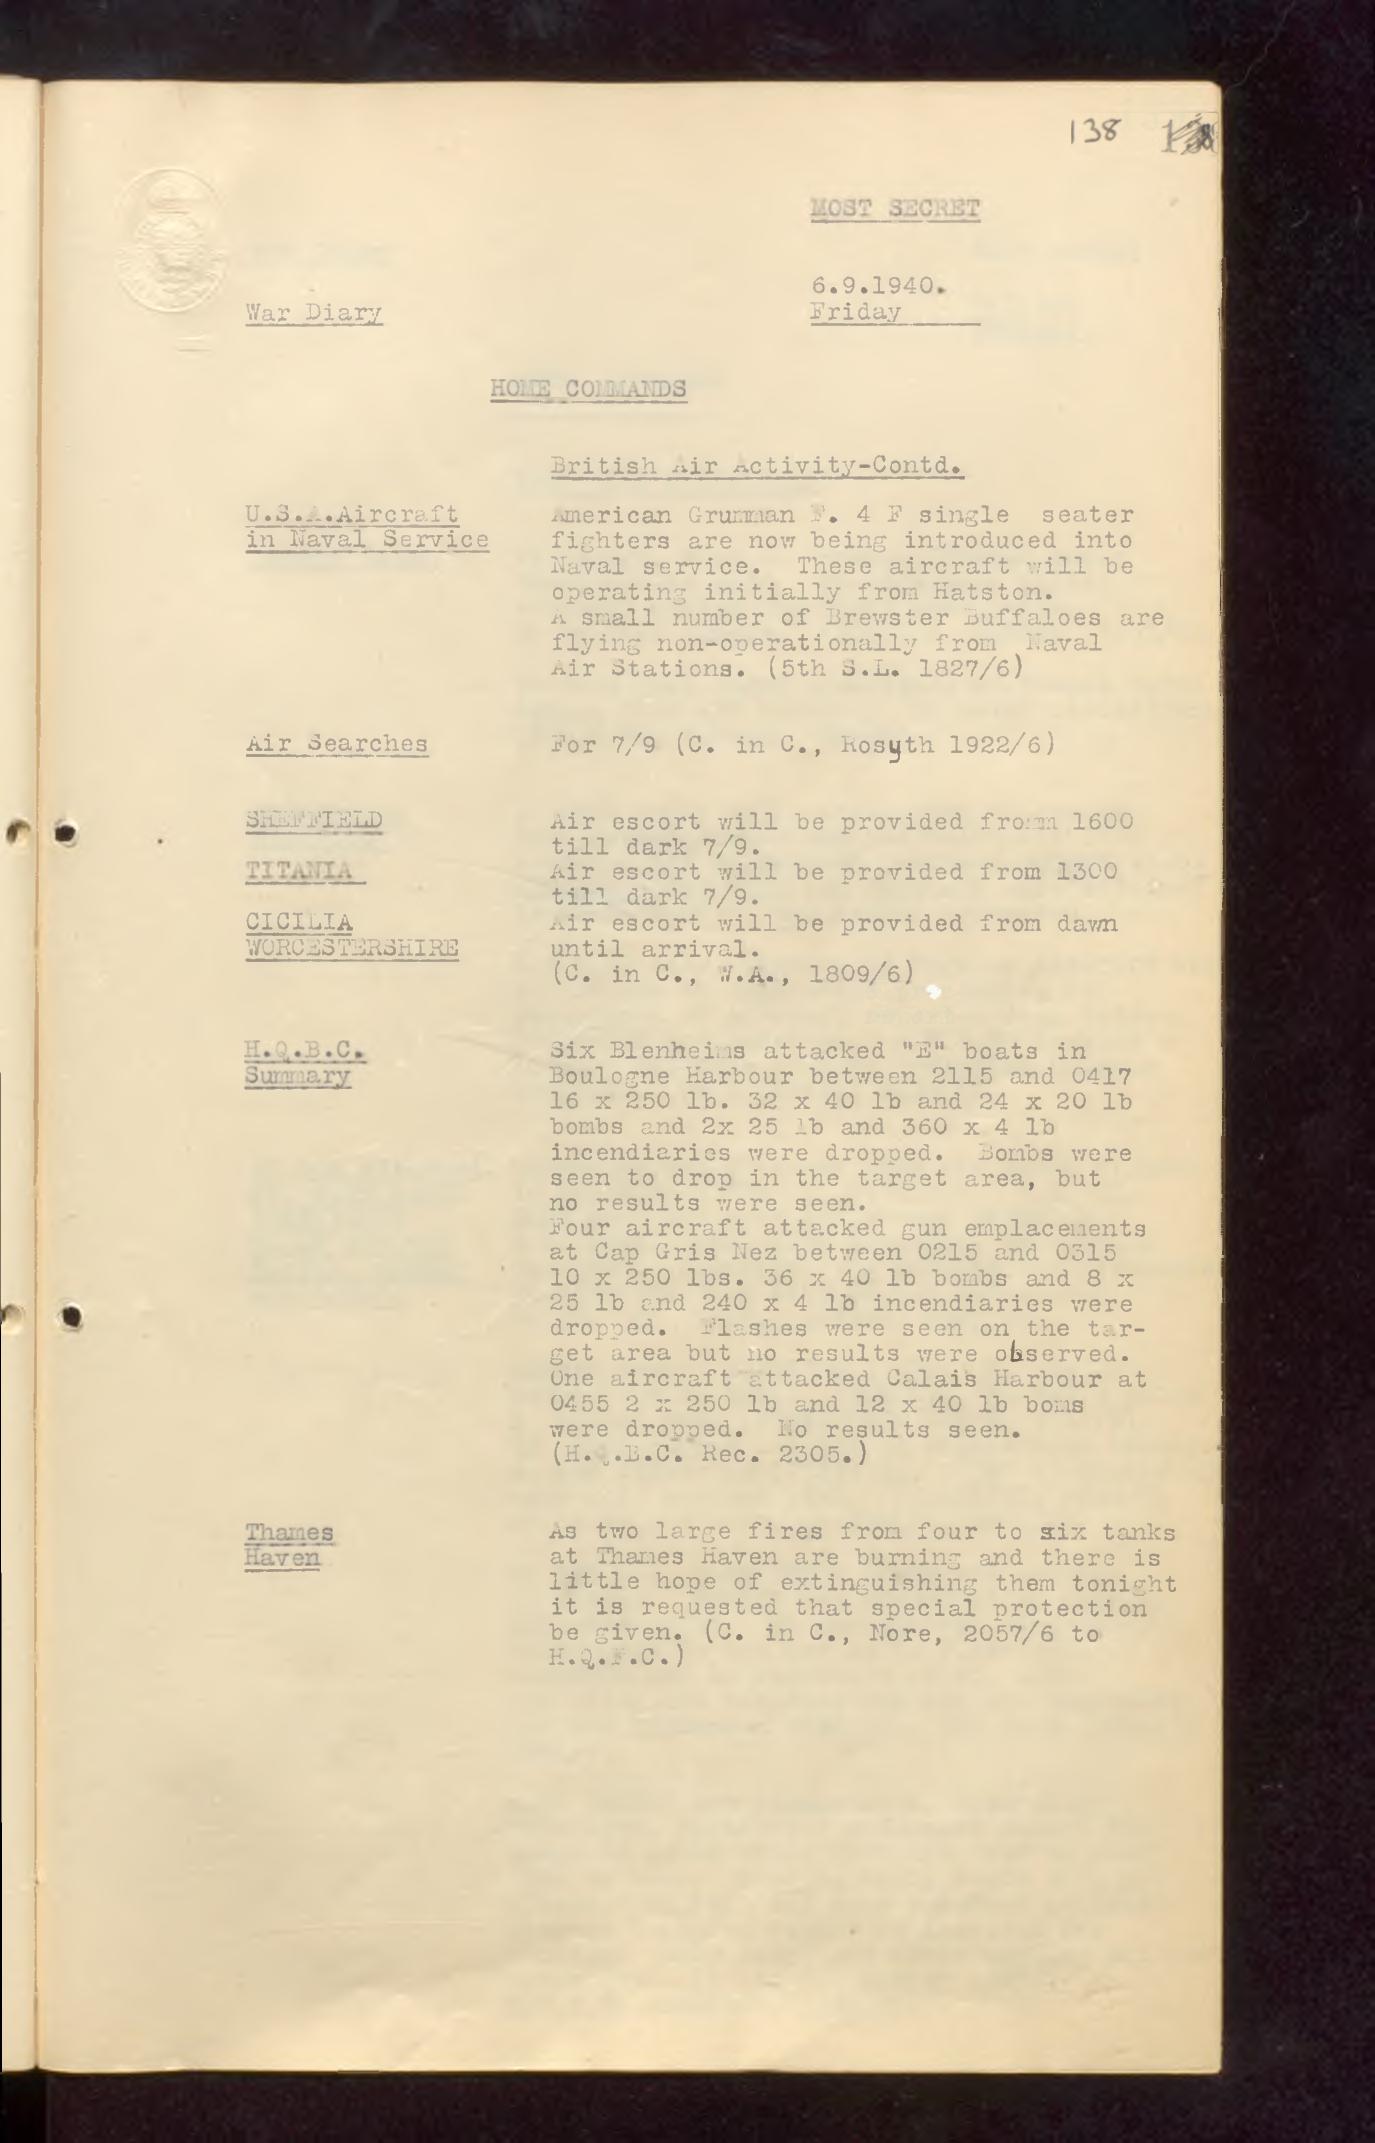 138
MOST SECRET
6.9.1940.
War Diary
Friday
HOME COMMANDS
British Air Activity-Contd.
U.S.A.Aircraft
in Naval Service
American Grumman F. 4 F single seater
fighters are now being introduced into
Naval service. These aircraft will be
operating initially from Hatston.
A small number of Brewster Buffaloes are
flying non-operationally from Naval
Air Stations. (5th S.L. 1827/6)
Air Searches
For 7/9 (C. in C., Rosyth 1922/6)
SHEFFIELD
Air escort will be provided from 1600
till dark 7/9.
TITANIA
Air escort will be provided from 1300
till dark 7/9.
CICILIA
WORCESTERSHIRE
Air escort will be provided from dawn
until arrival.
(C. in C., W.A., 1809/6)
H.Q.B.C.
Summary
Six Blenheims attacked "E" boats in
Boulogne Harbour between 2115 and 0417
16 x 250 lb. 32 x 40 lb and 24 x 20 lb
bombs and 2x 25 lb and 360 x 4 lb
incendiaries were dropped. Bombs were
seen to drop in the target area, but
no results were seen.
Four aircraft attacked gun emplacements
at Cap Gris Nez between 0215 and 0315
10 x 250 lbs. 36 x 40 lb bombs and 8 x
25 lb and 240 x 4 lb incendiaries were
dropped. Flashes were seen on the tar-
get area but no results were observed.
One aircraft attacked Calais Harbour at
0455 2 x 250 lb and 12 x 40 lb boms
were dropped. No results seen.
(H.Q.B.C. Rec. 2305.)
Thames
Haven
As two large fires from four to six tanks
at Thames Haven are burning and there is
little hope of extinguishing them tonight
it is requested that special protection
be given. (C. in C., Nore, 2057/6 to
H.Q.F.C.)